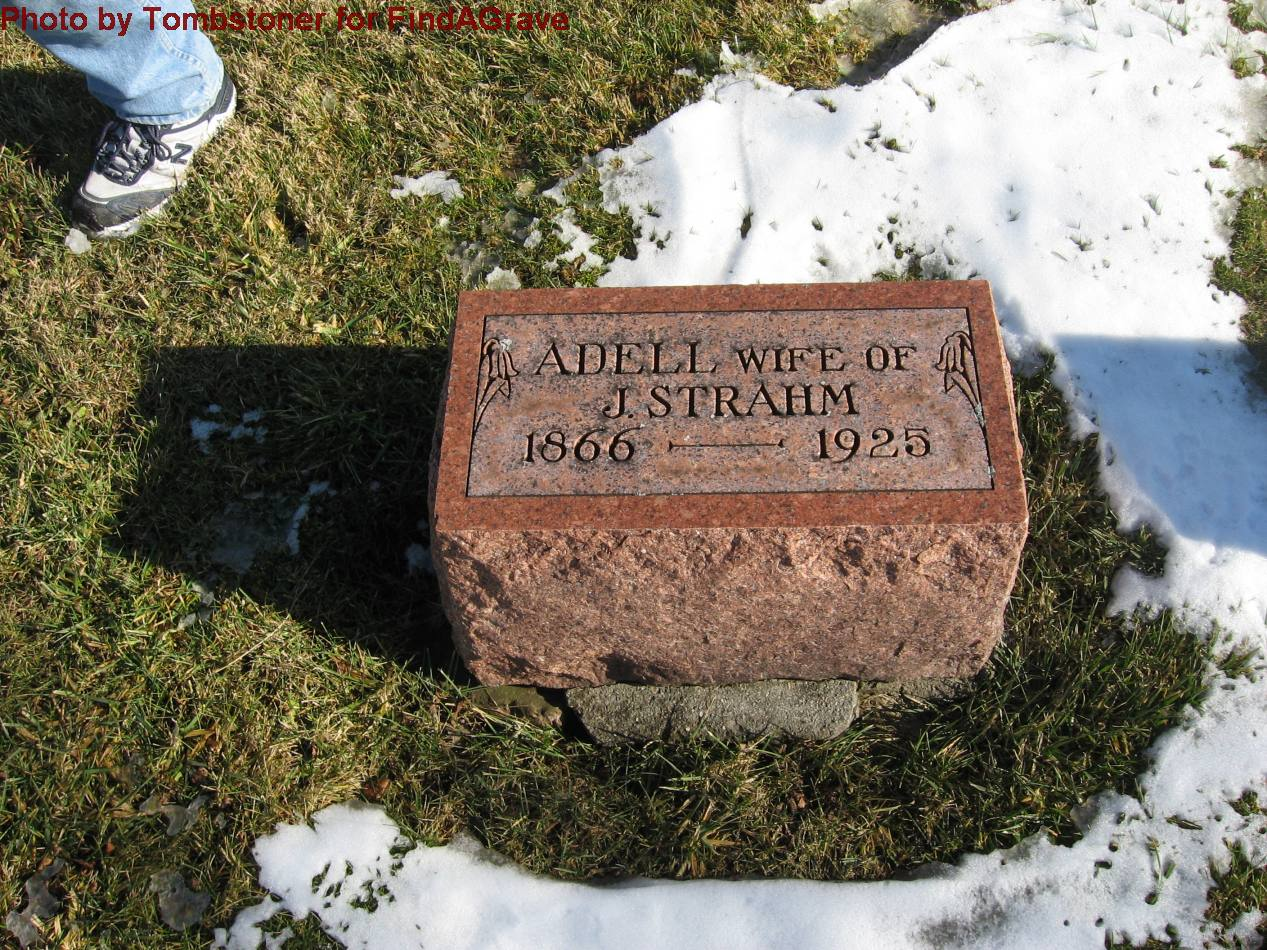 Photo by Tombstoner for FindAGrave
ADELL WIFE OF
J. STRAHM
1866 — 1925
N